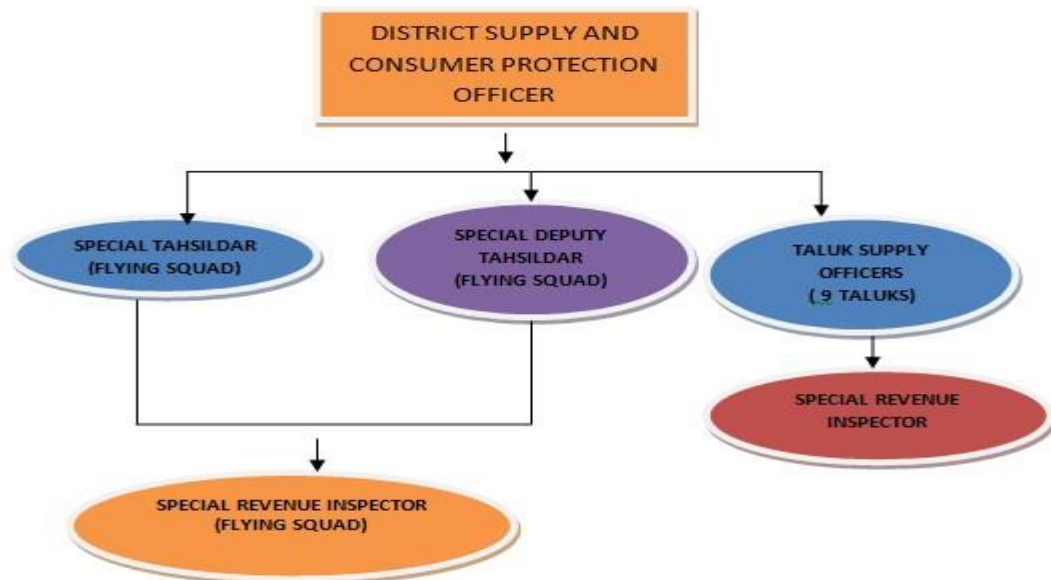 DISTRICT SUPPLY AND
CONSUMER PROTECTION
OFFICER
SPECIAL TAHSILDAR
(FLYING SQUAD)
SPECIAL DEPUTY
TAHSILDAR
(FLYING SQUAD)
TALUK SUPPLY
OFFICERS
( 9 TALUKS)
SPECIAL REVENUE
INSPECTOR
SPECIAL REVENUE INSPECTOR
(FLYING SQUAD)